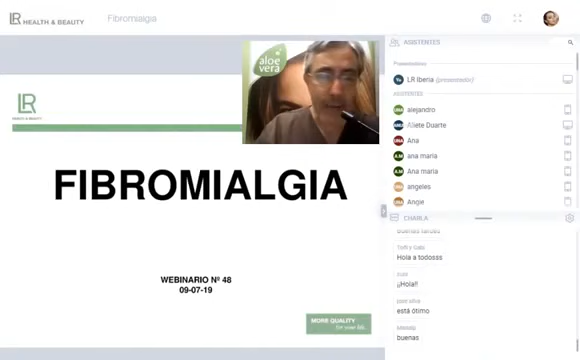 LR HEALTH & BEAUTY
Fibromialgia
aloe
vera
LR
HEALTH & BEAUTY
FIBROMIALGIA
WEBINARIO Nº 48
09-07-19
MORE QUALITY
for your life.
ASISTENTES
LR Iberia (presentador)
ASISTENTES
alejandro
Aliete Duarte
Ana
A.M ana maria
A.M Ana maria
angeles
Angie
CHARLA
buenas tardes
Hola a todosss
¡¡Hola!!
está ótimo
buenas